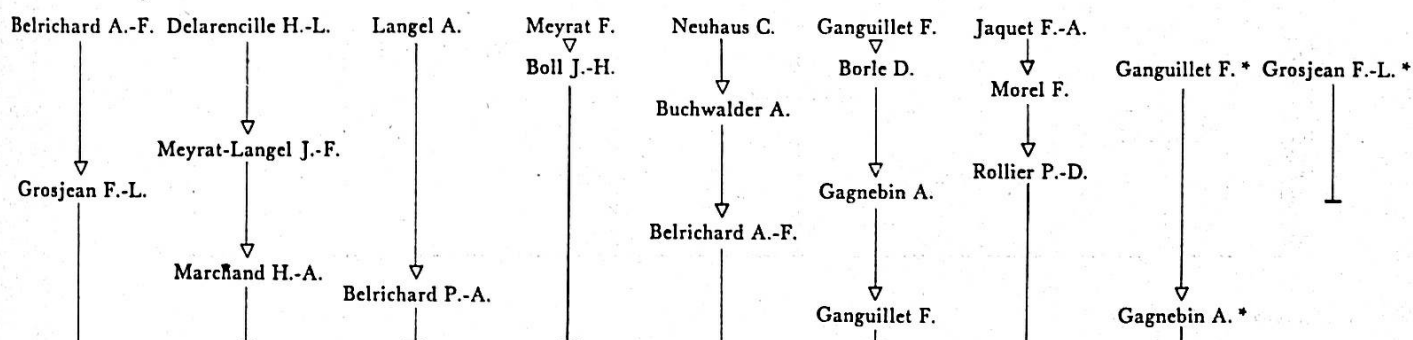 Belrichard A.-F. Delarencille H.-L. Langel A. Meyrat F. Neuhaus C. Ganguillet F. Jaquet F.-A.
Boll J.-H. Borle D. Ganguillet F. * Grosjean F.-L. *
Morel F.
Buchwalder A.
Meyrat-Langel J.-F.
Rollier P.-D.
Grosjean F.-L. Gagnebin A.
Belrichard A.-F.
Marchand H.-A.
Belrichard P.-A.
Ganguillet F. Gagnebin A. *